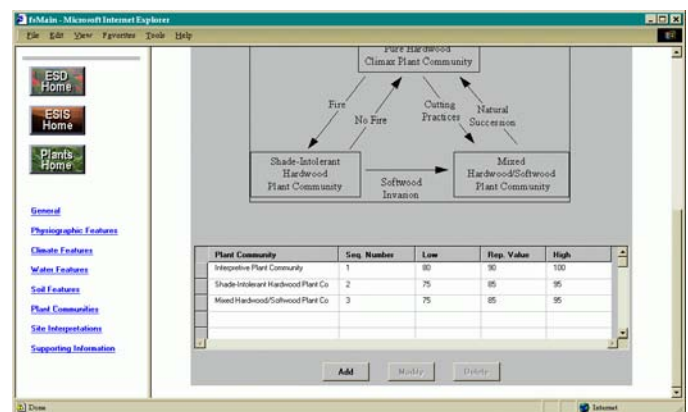 fsMain - Microsoft Internet Explorer
File Edit View Favorites Tools Help
ESD
Home
ESIS
Home
Plants
Home
General
Physiographic Features
Climate Features
Water Features
Soil Features
Plant Communities
Site Interpretations
Supporting Information
Pure Hardwood
Climax Plant Community
Fire
No Fire
Cutting
Practices
Natural
Succession
Shade-Intolerant
Hardwood
Plant Community
Softwood
Invasion
Mixed
Hardwood/Softwood
Plant Community
Plant Community Seq. Number Low Rep. Value High
Interpretive Plant Community 1 80 90 100
Shade-Intolerant Hardwood Plant Co 2 75 85 95
Mixed Hardwood/Softwood Plant Co 3 75 85 95
Add Modify Delete
Done Internet